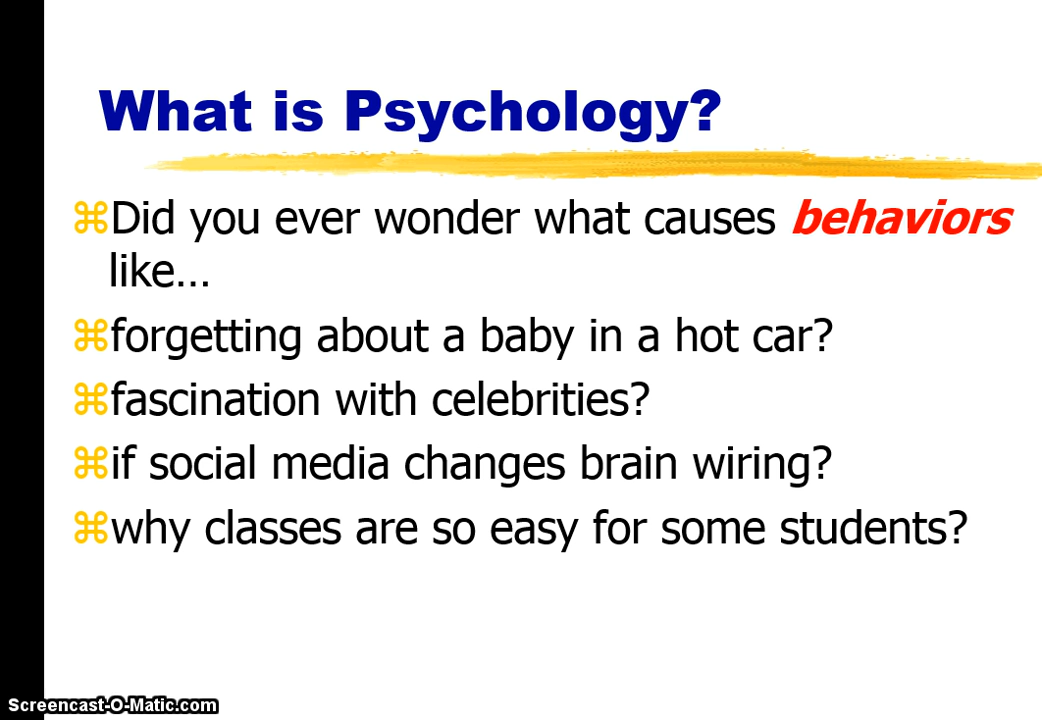 What is Psychology?
⌘Did you ever wonder what causes behaviors
like...
⌘forgetting about a baby in a hot car?
⌘fascination with celebrities?
⌘if social media changes brain wiring?
⌘why classes are so easy for some students?
Screencast-O-Matic.com